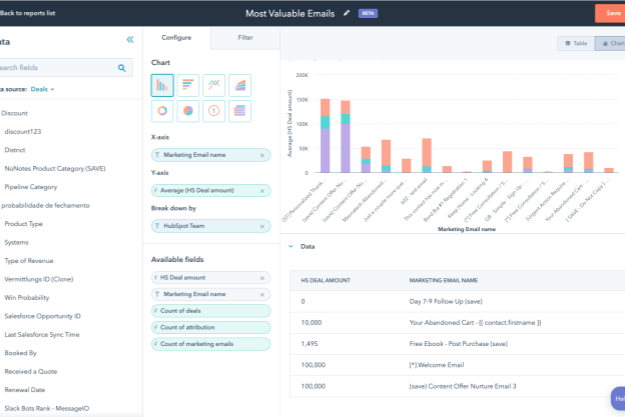 Back to reports list
Most Valuable Emails
BETA
Save
Configure
Filter
Table
Chart
ata
earch fields
a source: Deals
Discount
discount123
District
NoNotes Product Category (SAVE)
Pipeline Category
probabilidade de fechamento
Product Type
Systems
Type of Revenue
Vermittlungs ID (Clone)
Win Probability
Salesforce Opportunity ID
Last Salesforce Sync Time
Booked By
Received a Quote
Renewal Date
Slack Bots Rank - MessageIO
Chart
X-axis
Marketing Email name
Y-axis
Average (HS Deal amount)
Break down by
HubSpot Team
Available fields
HS Deal amount
Marketing Email name
Count of deals
Count of attribution
Count of marketing emails
Average (HS Deal amount)
200K
150K
100K
50K
0
Marketing Email name
Data
HS DEAL AMOUNT
MARKETING EMAIL NAME
0
Day 7-9 Follow Up (save)
10,000
Your Abandoned Cart - {{ contact.firstname }}
1,495
Free Ebook - Post Purchase (save)
100,000
[*] Welcome Email
100,000
(save) Content Offer Nurture Email 3
Hel